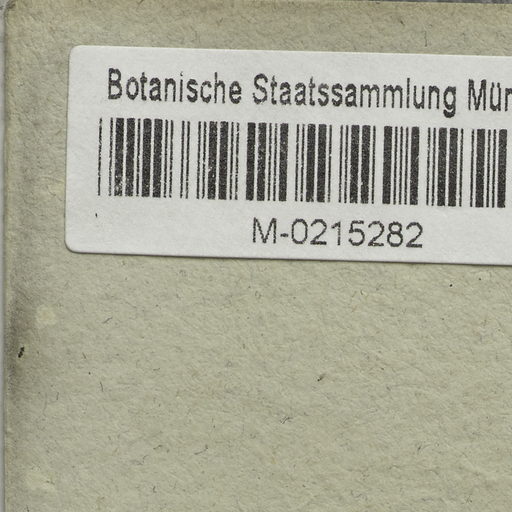 Botanische Staatssammlung Mün
M-0215282